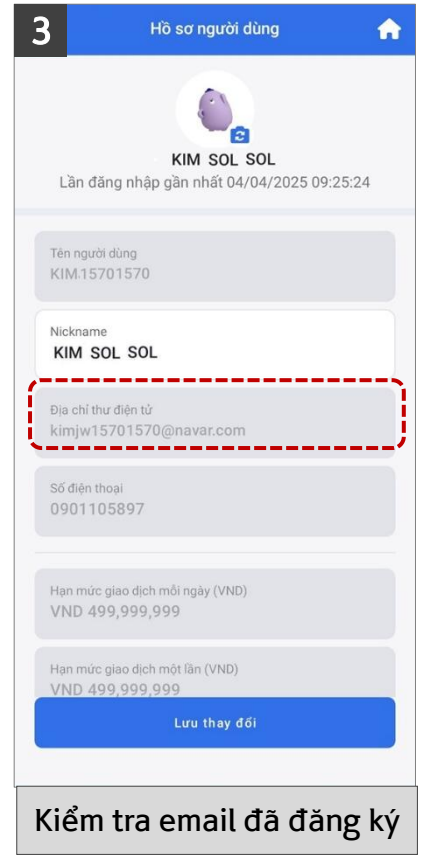 3
Hồ sơ người dùng
KIM SOL SOL
Lần đăng nhập gần nhất 04/04/2025 09:25:24
Tên người dùng
KIM.15701570
Nickname
KIM SOL SOL
Địa chỉ thư điện tử
kimjw15701570@navar.com
Số điện thoại
0901105897
Hạn mức giao dịch mỗi ngày (VND)
VND 499,999,999
Hạn mức giao dịch một lần (VND)
VND 499,999,999
Lưu thay đổi
Kiểm tra email đã đăng ký